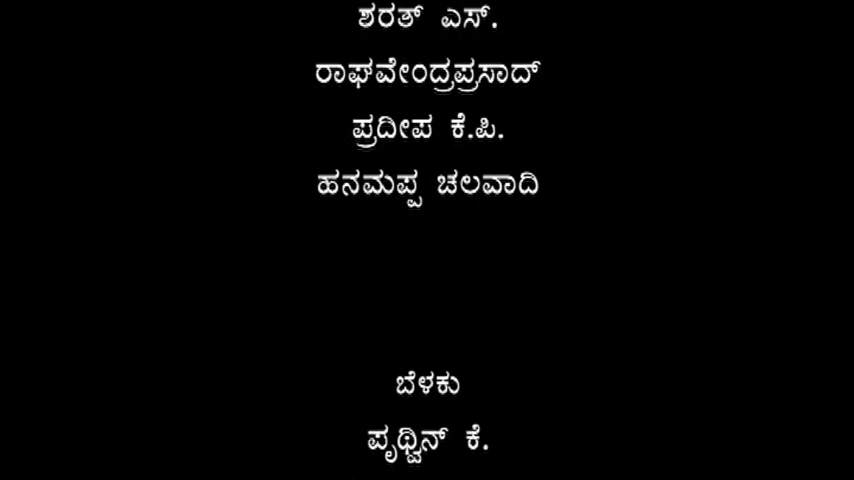 ಶರತ್ ಎಸ್.
ರಾಘವೇಂದ್ರಪ್ರಸಾದ್
ಪ್ರದೀಪ ಕೆ.ಪಿ.
ಹನಮಪ್ಪ ಚಲವಾದಿ
ಬೆಳಕು
ಪೃಥ್ವಿನ್ ಕೆ.